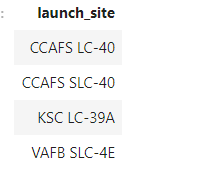 :
launch_site
CCAFS LC-40
CCAFS SLC-40
KSC LC-39A
VAFB SLC-4E